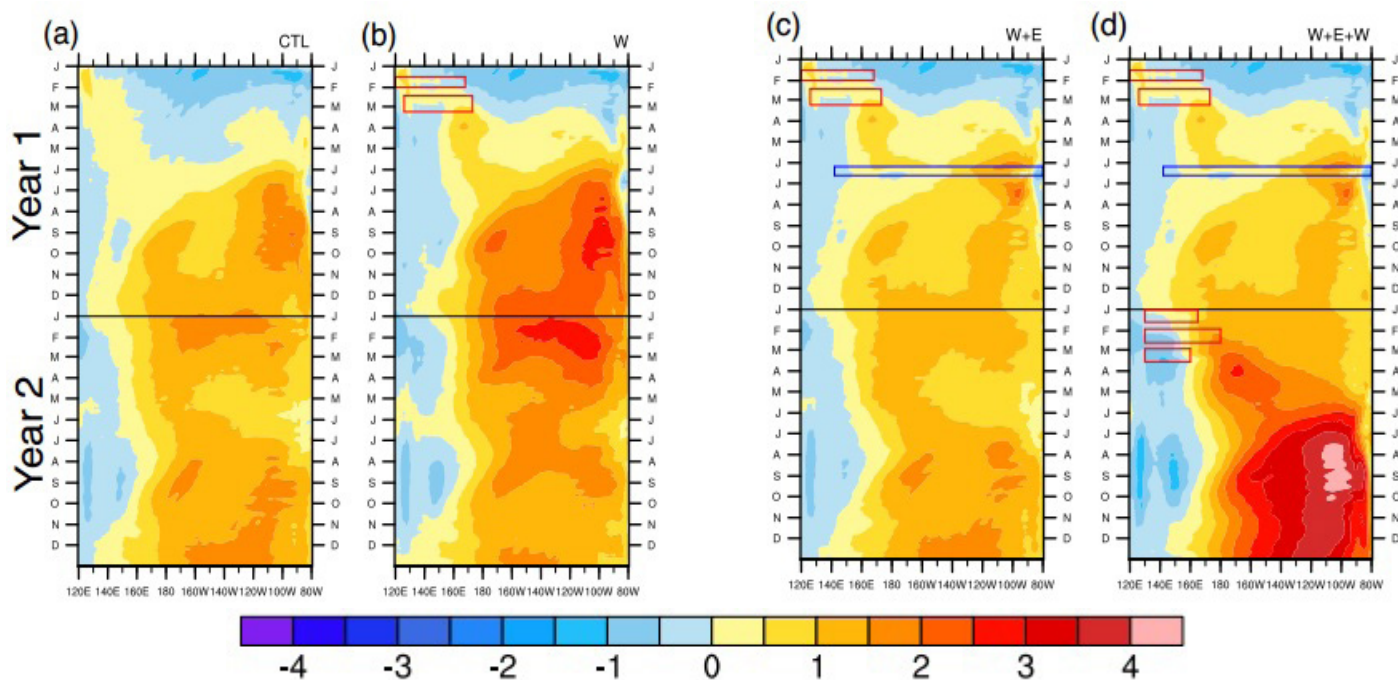 (a) CTL (b) W (c) W+E (d) W+E+W
Year 1
Year 2
J J J J J J
F F F F F F
M M M M M M
A A A A A A
M M M M M M
J J J J J J
J J J J J J
A A A A A A
S S S S S S
O O O O O O
N N N N N N
D D D D D D
J J J J J J
F F F F F F
M M M M M M
A A A A A A
M M M M M M
J J J J J J
J J J J J J
A A A A A A
S S S S S S
O O O O O O
N N N N N N
D D D D D D
120E 140E 160E 180 160W 140W 120W 100W 80W 120E 140E 160E 180 160W 140W 120W 100W 80W 120E 140E 160E 180 160W 140W 120W 100W 80W 120E 140E 160E 180 160W 140W 120W 100W 80W
-4 -3 -2 -1 0 1 2 3 4